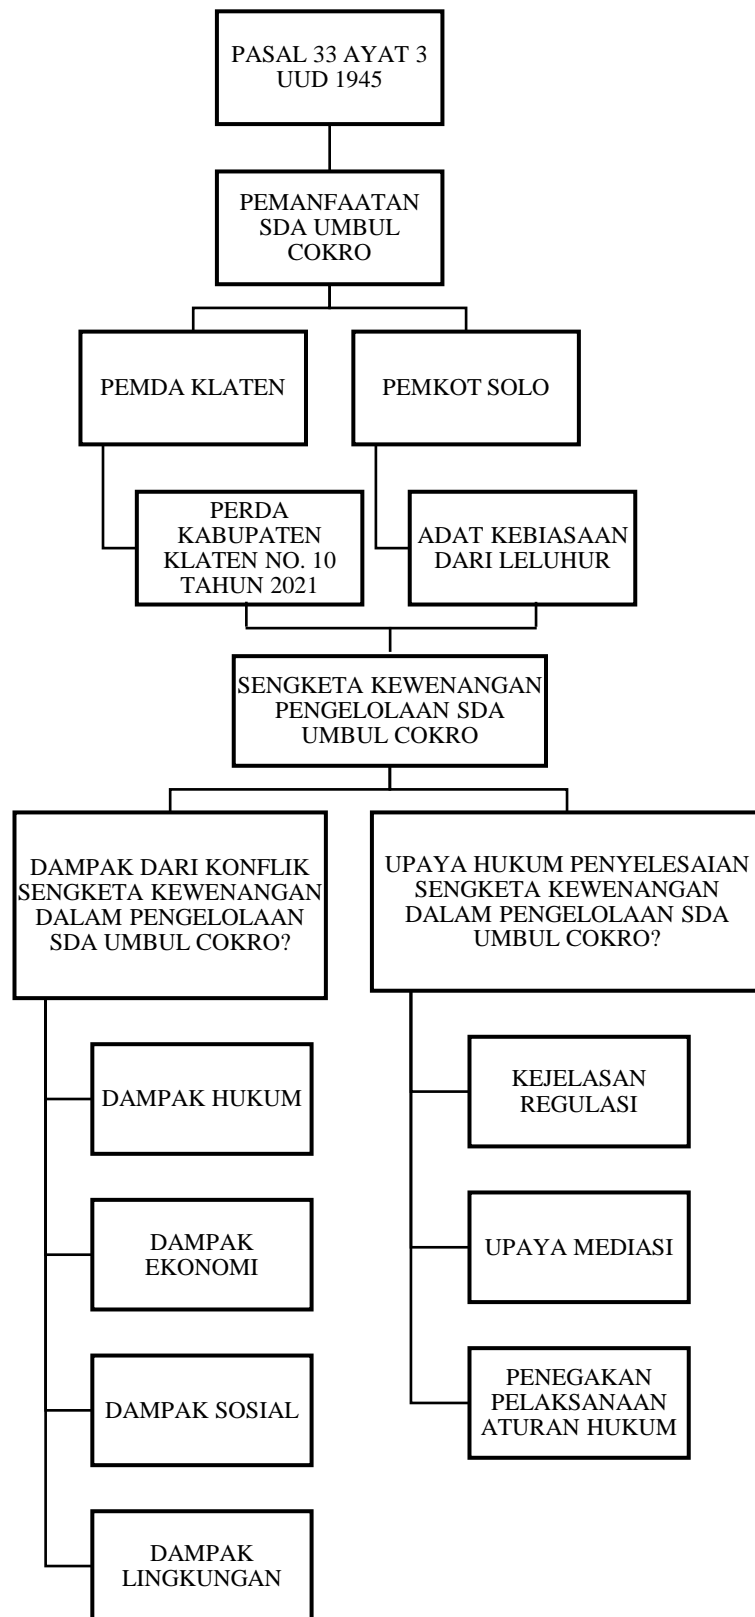 PASAL 33 AYAT 3
UUD 1945
PEMANFAATAN
SDA UMBUL
COKRO
PEMDA KLATEN
PEMKOT SOLO
PERDA
KABUPATEN
KLATEN NO. 10
TAHUN 2021
ADAT KEBIASAAN
DARI LELUHUR
SENGKETA KEWENANGAN
PENGELOLAAN SDA
UMBUL COKRO
DAMPAK DARI KONFLIK
SENGKETA KEWENANGAN
DALAM PENGELOLAAN
SDA UMBUL COKRO?
UPAYA HUKUM PENYELESAIAN
SENGKETA KEWENANGAN
DALAM PENGELOLAAN SDA
UMBUL COKRO?
DAMPAK HUKUM
DAMPAK
EKONOMI
DAMPAK SOSIAL
DAMPAK
LINGKUNGAN
KEJELASAN
REGULASI
UPAYA MEDIASI
PENEGAKAN
PELAKSANAAN
ATURAN HUKUM